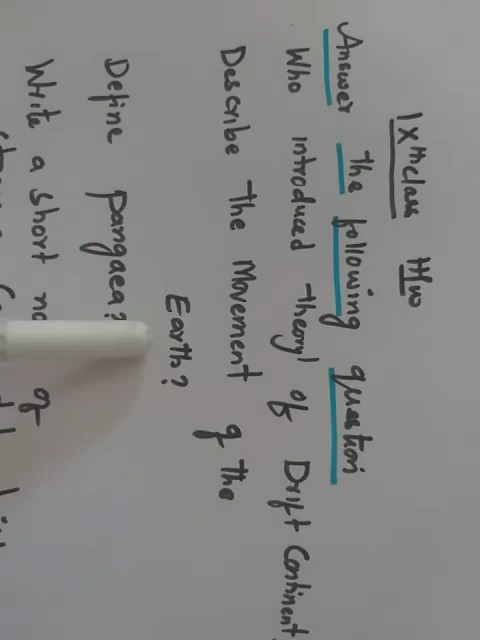 IXth class H/w
Answer the following question
Who introduced theory of Drift Continent
Describe the Movement of the
Earth?
Define pangaea?
Write a short of